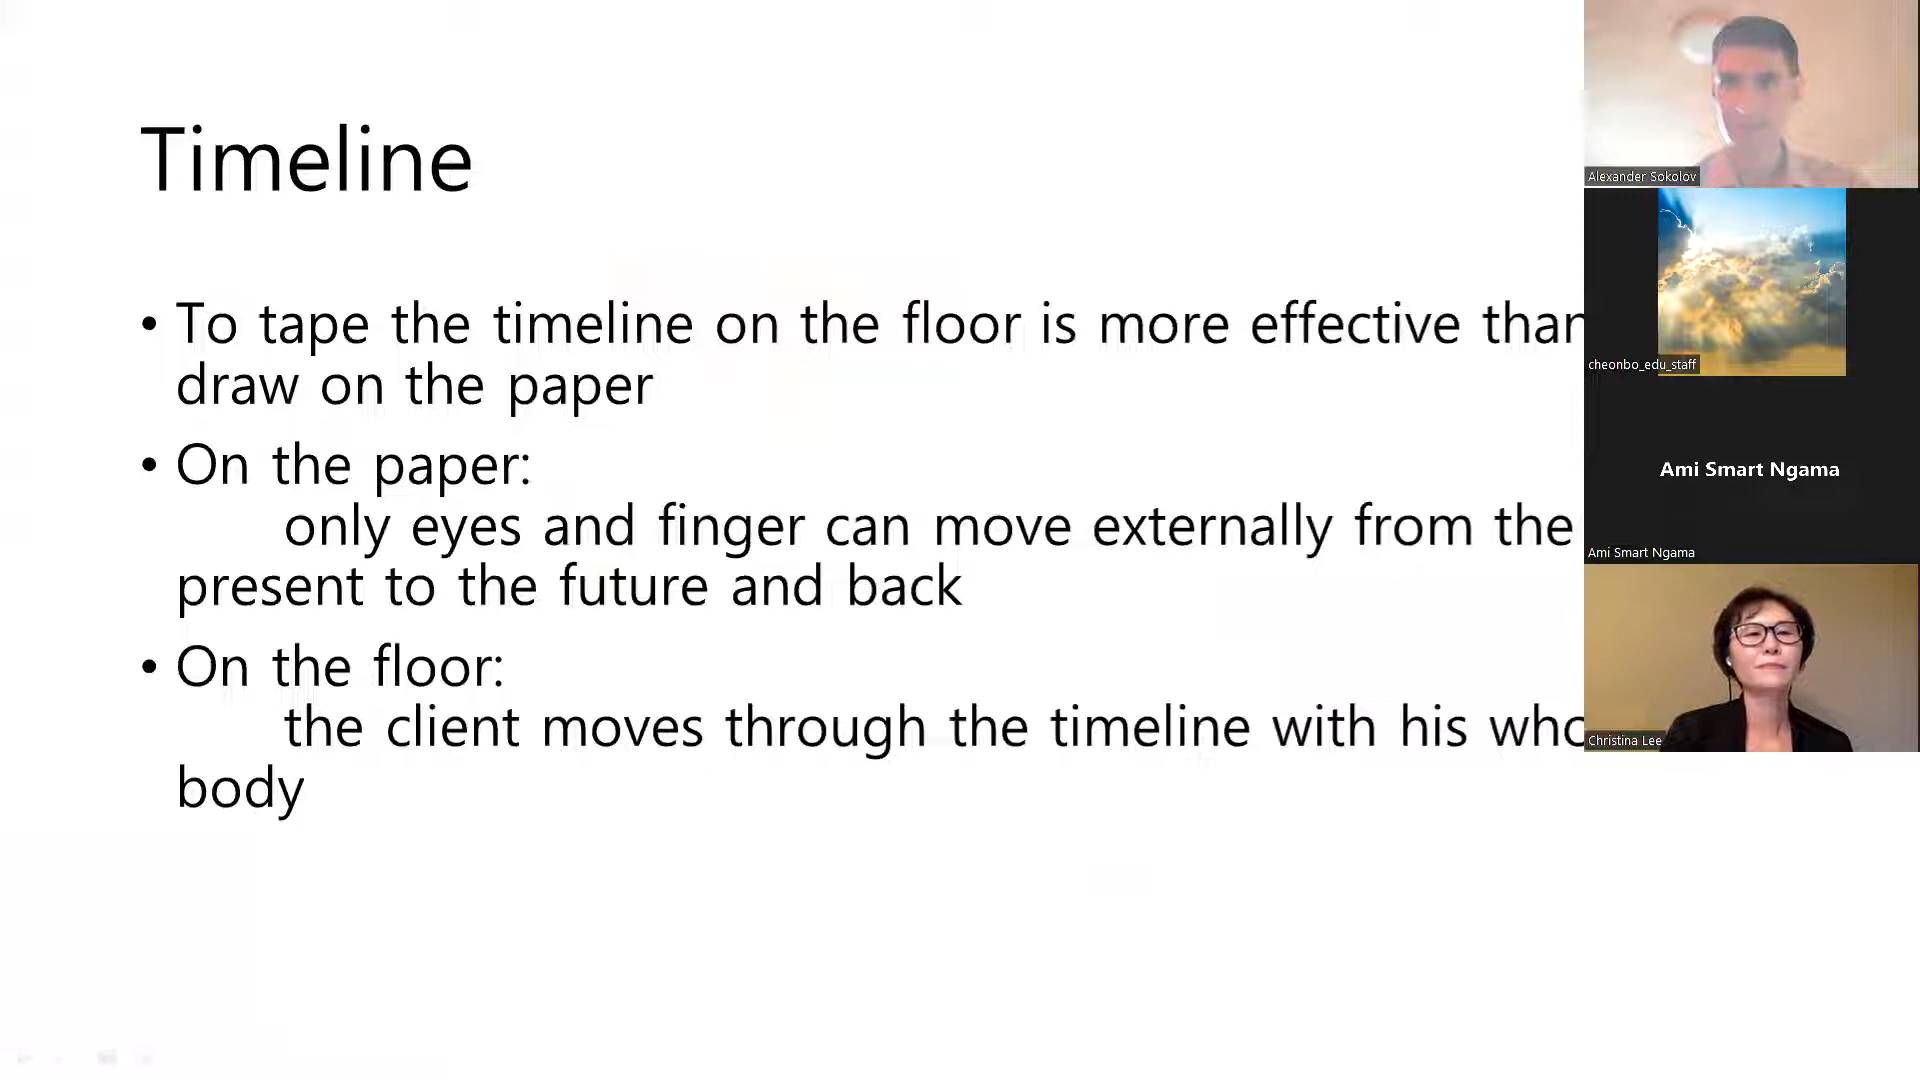 Timeline
• To tape the timeline on the floor is more effective than
draw on the paper
• On the paper:
only eyes and finger can move externally from the
present to the future and back
• On the floor:
the client moves through the timeline with his
body
Alexander Sokolov
cheonbo_edu_staff
Ami Smart Ngama
Ami Smart Ngama
Christina Lee